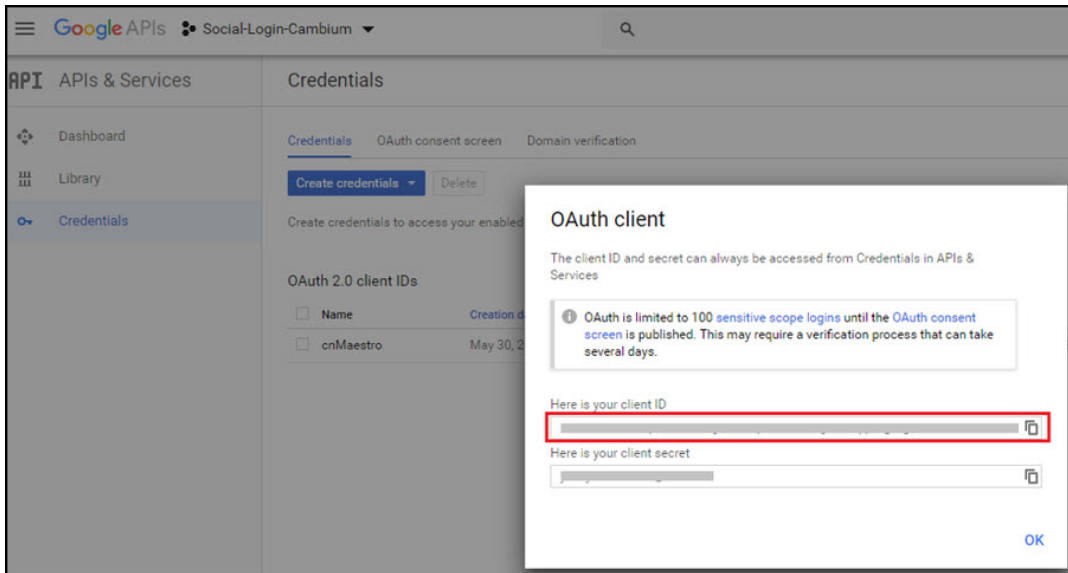 Google APIs Social-Login-Cambium
API APIs & Services
Credentials
Dashboard
Library
Credentials
Credentials OAuth consent screen Domain verification
Create credentials Delete
Create credentials to access your enabled
OAuth 2.0 client IDs
Name Creation d
cnMaestro May 30, 2
OAuth client
The client ID and secret can always be accessed from Credentials in APIs &
Services
OAuth is limited to 100 sensitive scope logins until the OAuth consent
screen is published. This may require a verification process that can take
several days.
Here is your client ID
Here is your client secret
OK